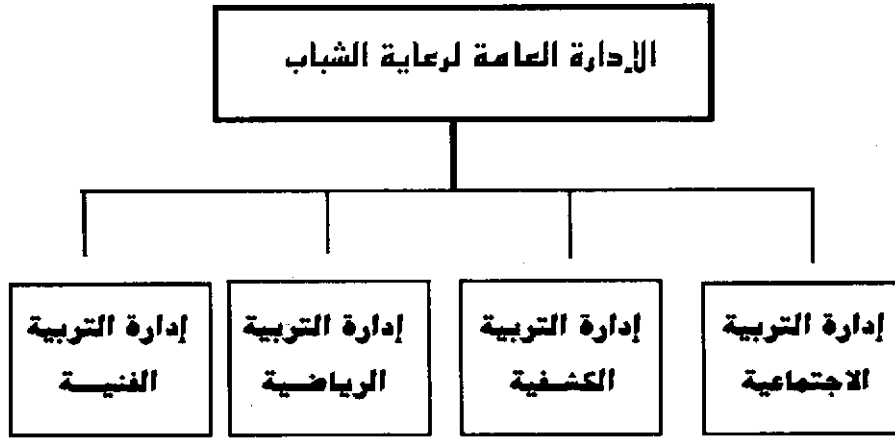 الإدارة العامة لرعاية الشباب
إدارة التربية الاجتماعية
إدارة التربية الكشفية
إدارة التربية الرياضية
إدارة التربية الفنية